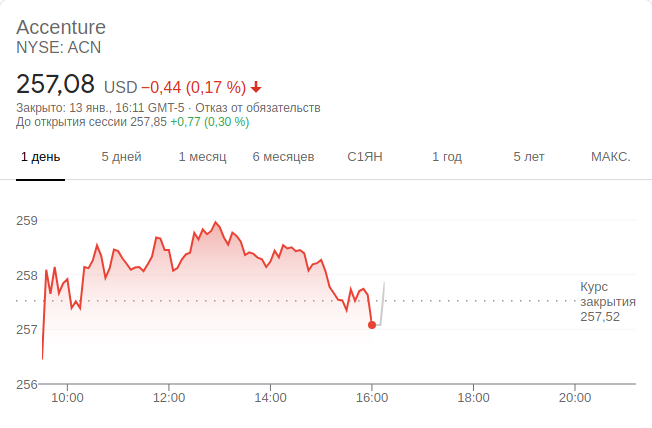 Accenture
NYSE: ACN
257,08 USD −0,44 (0,17 %)
Закрыто: 13 янв., 16:11 GMT-5 · Отказ от обязательств
До открытия сессии 257,85 +0,77 (0,30 %)
1 день 5 дней 1 месяц 6 месяцев С1ЯН 1 год 5 лет МАКС.
259
258
Курс
закрытия
257,52
257
256
10:00 12:00 14:00 16:00 18:00 20:00